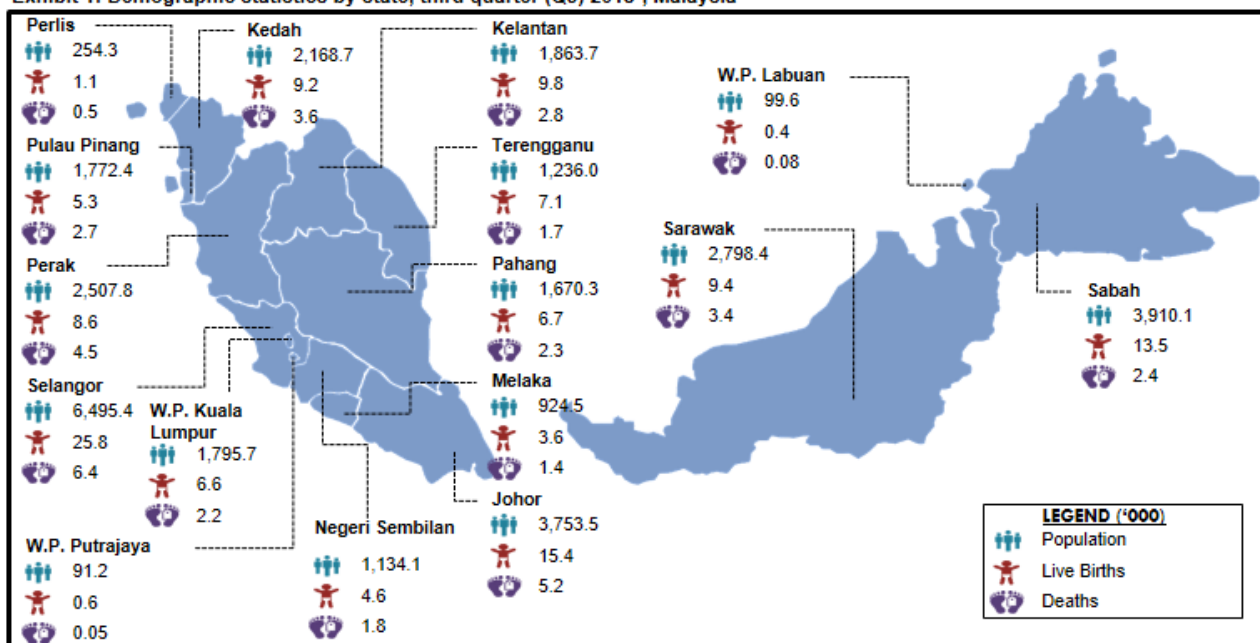 Perlis
254.3
1.1
0.5
Kedah
2,168.7
9.2
3.6
Kelantan
1,863.7
9.8
2.8
Pulau Pinang
1,772.4
5.3
2.7
Terengganu
1,236.0
7.1
1.7
Perak
2,507.8
8.6
4.5
Pahang
1,670.3
6.7
2.3
Selangor
6,495.4
25.8
6.4
W.P. Kuala
Lumpur
1,795.7
6.6
2.2
Melaka
924.5
3.6
1.4
W.P. Putrajaya
91.2
0.6
0.05
Negeri Sembilan
1,134.1
4.6
1.8
Johor
3,753.5
15.4
5.2
W.P. Labuan
99.6
0.4
0.08
Sarawak
2,798.4
9.4
3.4
Sabah
3,910.1
13.5
2.4
LEGEND ('000)
Population
Live Births
Deaths